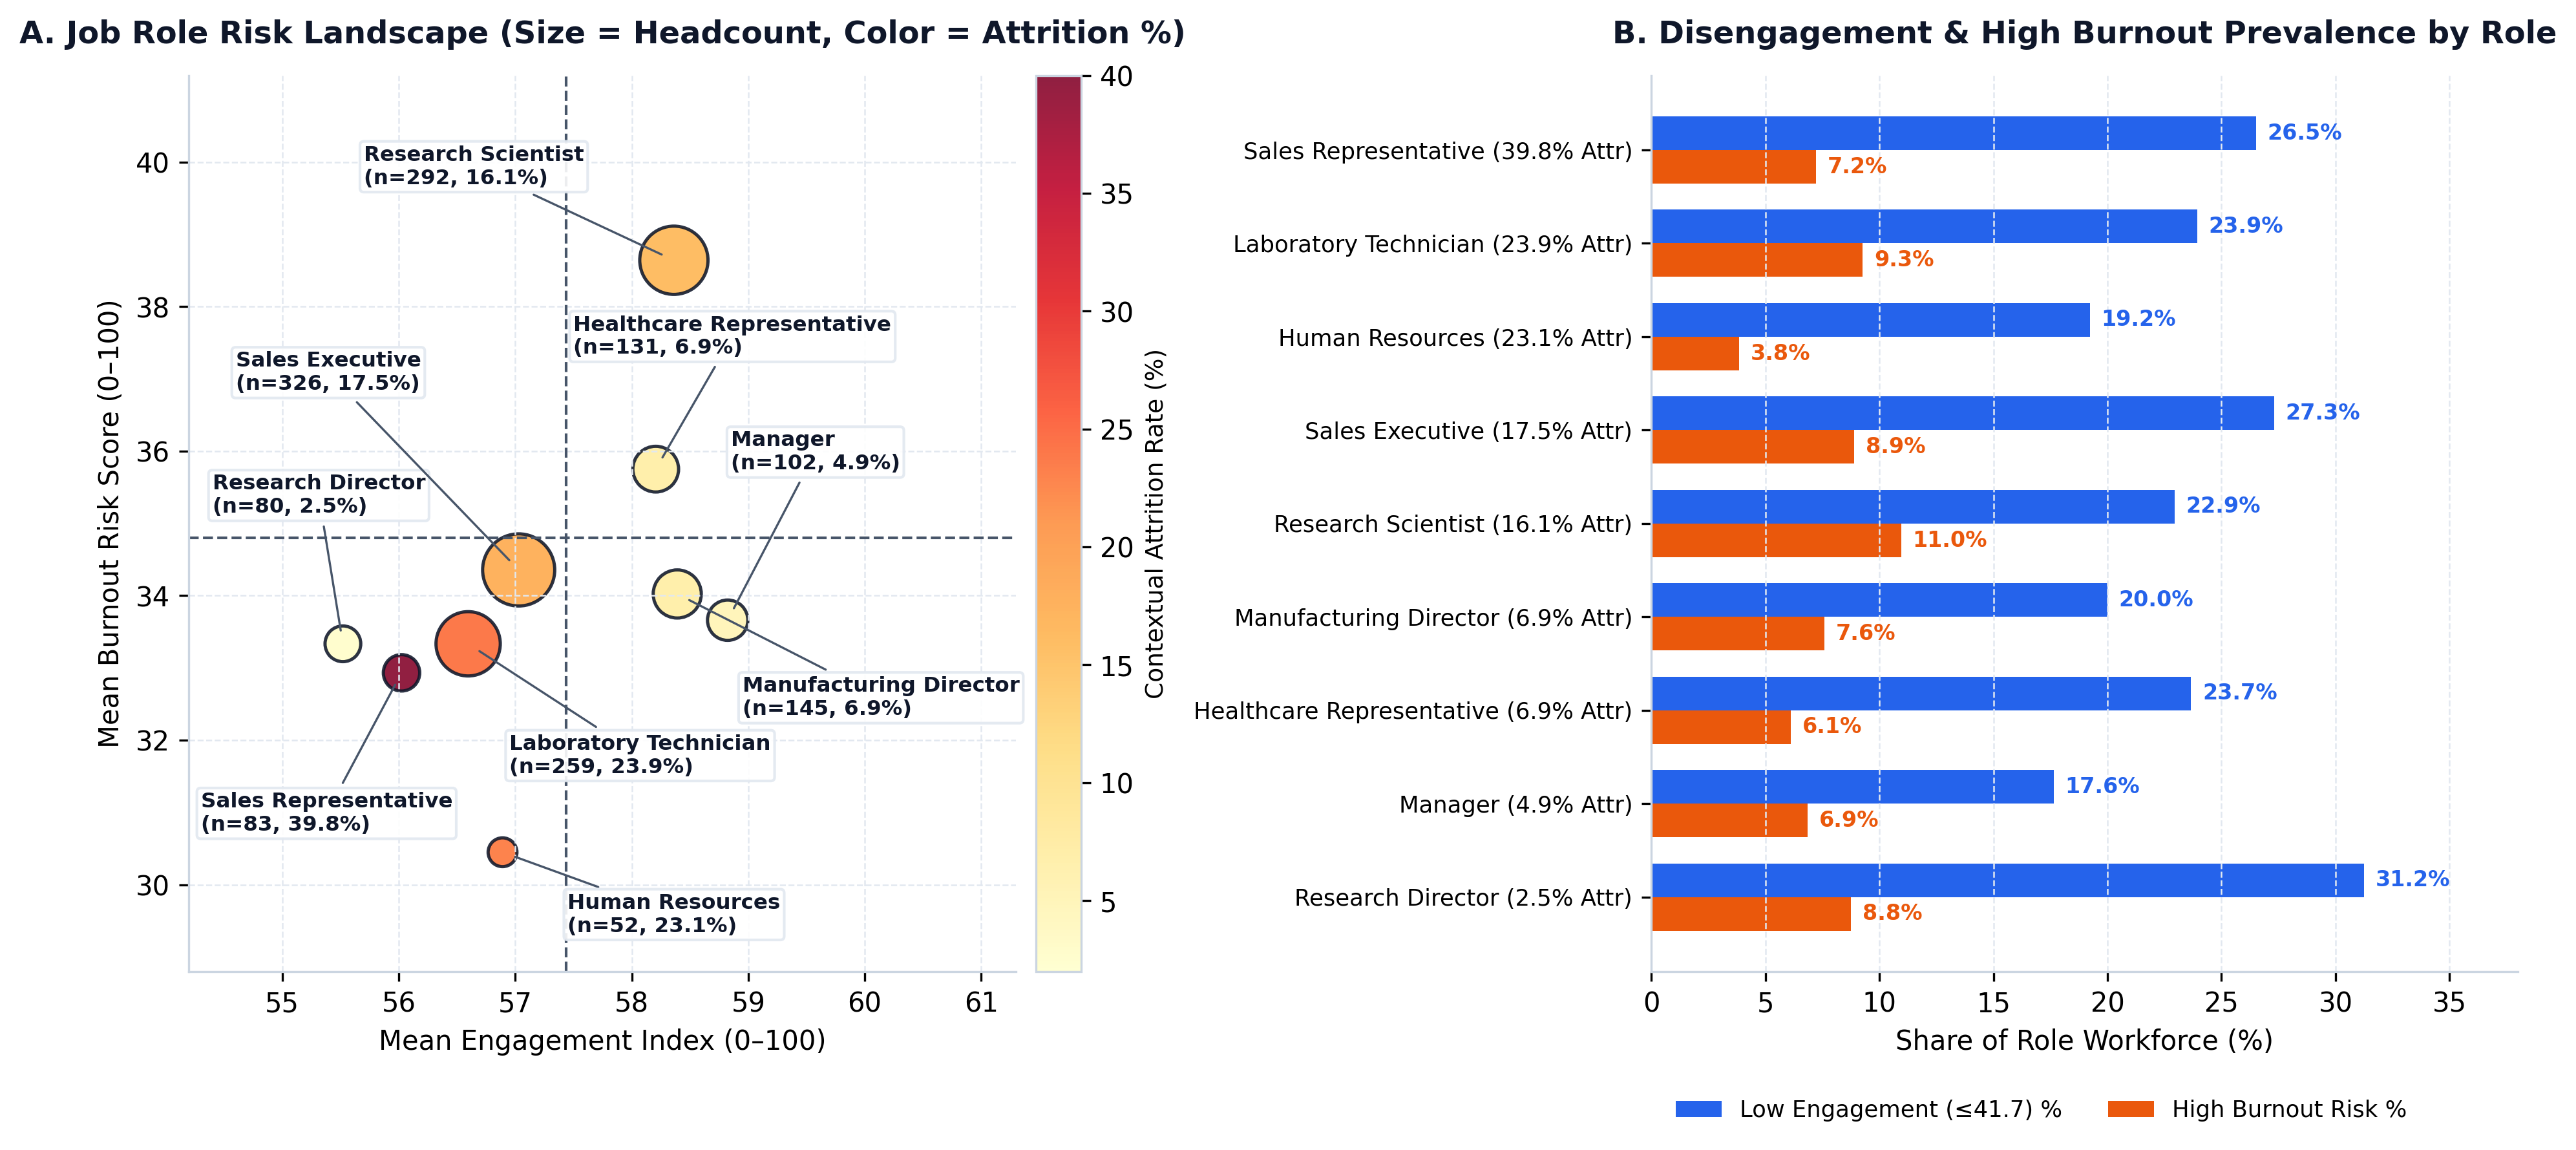 A. Job Role Risk Landscape (Size = Headcount, Color = Attrition %)
Mean Burnout Risk Score (0–100)
40
38
36
34
32
30
Research Scientist
(n=292, 16.1%)
Healthcare Representative
(n=131, 6.9%)
Sales Executive
(n=326, 17.5%)
Manager
(n=102, 4.9%)
Research Director
(n=80, 2.5%)
Manufacturing Director
(n=145, 6.9%)
Laboratory Technician
(n=259, 23.9%)
Sales Representative
(n=83, 39.8%)
Human Resources
(n=52, 23.1%)
55 56 57 58 59 60 61
Mean Engagement Index (0–100)
40
35
30
25
20
15
10
5
Contextual Attrition Rate (%)
B. Disengagement & High Burnout Prevalence by Role
Sales Representative (39.8% Attr)
26.5%
7.2%
Laboratory Technician (23.9% Attr)
23.9%
9.3%
Human Resources (23.1% Attr)
19.2%
3.8%
Sales Executive (17.5% Attr)
27.3%
8.9%
Research Scientist (16.1% Attr)
22.9%
11.0%
Manufacturing Director (6.9% Attr)
20.0%
7.6%
Healthcare Representative (6.9% Attr)
23.7%
6.1%
Manager (4.9% Attr)
17.6%
6.9%
Research Director (2.5% Attr)
31.2%
8.8%
0 5 10 15 20 25 30 35
Share of Role Workforce (%)
Low Engagement (≤41.7) %
High Burnout Risk %